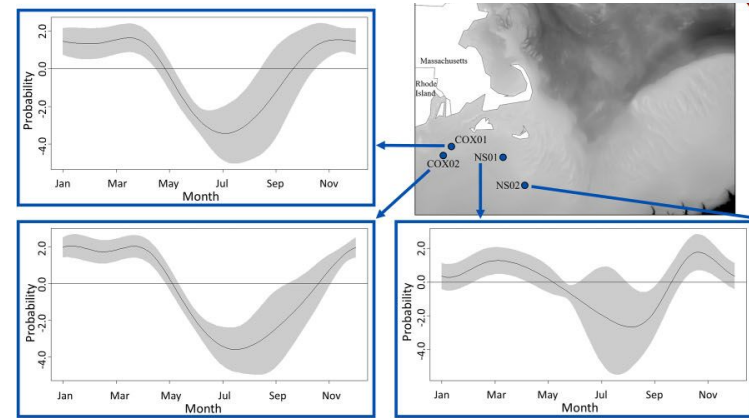 2.0
0.0
-2.0
-4.0
Probability
Jan Mar May Jul Sep Nov
Month
Massachusetts
Rhode
Island
COX01
COX02
NS01
NS02
2.0
0.0
-2.0
-4.0
Probability
Jan Mar May Jul Sep Nov
Month
2.0
0.0
-2.0
-4.0
Probability
Jan Mar May Jul Sep Nov
Month